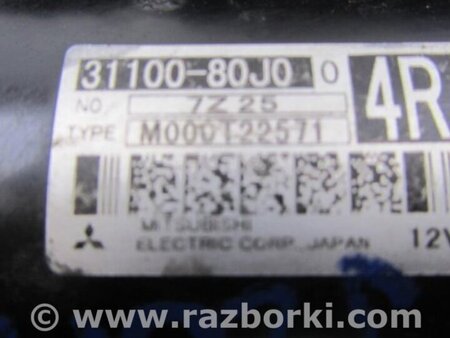 31100-80J0 0
4R
NO. 7Z25
TYPE M000T22571
MITSUBISHI
ELECTRIC CORP. JAPAN 12V
© www.razborki.com